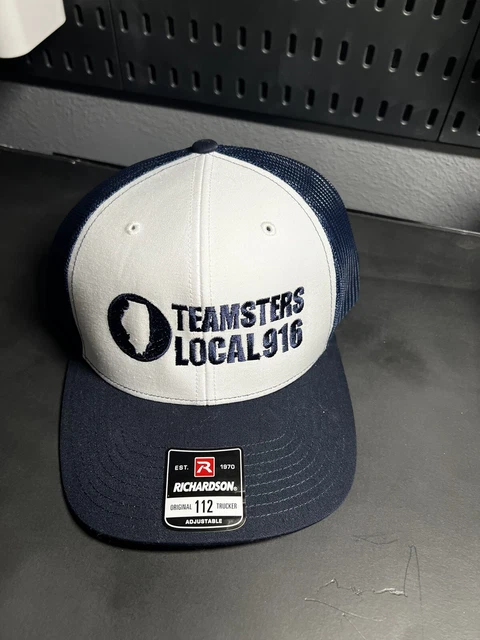 TEAMSTERS
LOCAL 916
EST. R 1970
RICHARDSON®
ORIGINAL 112 TRUCKER
ADJUSTABLE